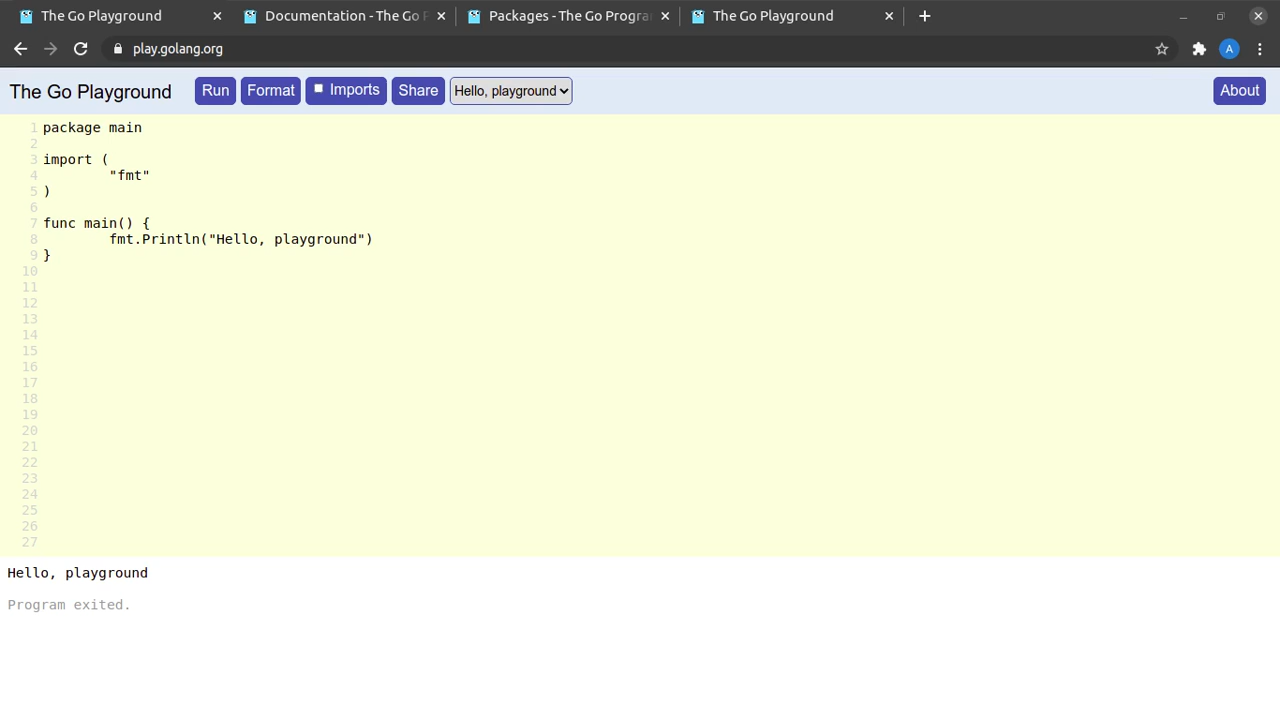 The Go Playground
Documentation - The Go P
Packages - The Go Progra
The Go Playground
play.golang.org
A
The Go Playground
Run
Format
Imports
Share
Hello, playground
About
1 package main
2
3 import (
4 "fmt"
5 )
6
7 func main() {
8 fmt.Println("Hello, playground")
9 }
10
11
12
13
14
15
16
17
18
19
20
21
22
23
24
25
26
27
Hello, playground
Program exited.